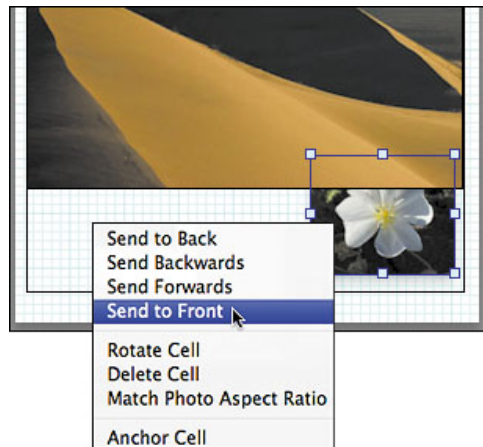 Send to Back
Send Backwards
Send Forwards
Send to Front
Rotate Cell
Delete Cell
Match Photo Aspect Ratio
Anchor Cell